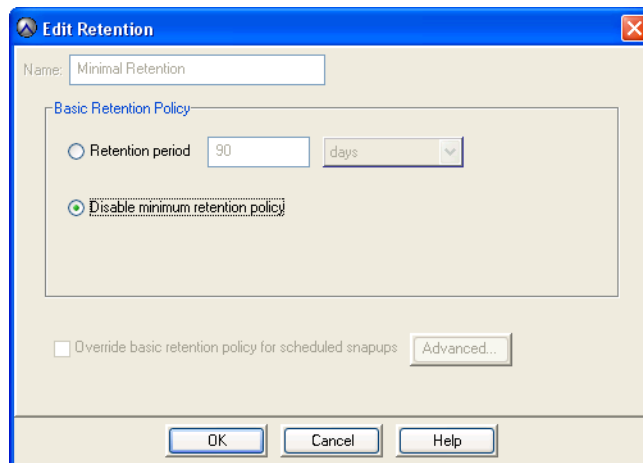 Edit Retention
Name: Minimal Retention
Basic Retention Policy
Retention period 90 days
Disable minimum retention policy
Override basic retention policy for scheduled snapups Advanced...
OK Cancel Help